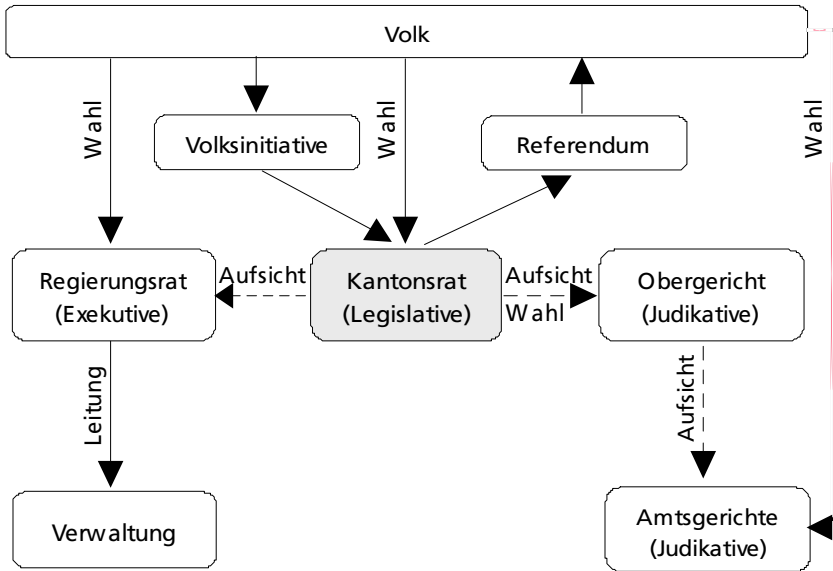 Volk
Wahl
Wahl
Wahl
Volksinitiative
Referendum
Regierungsrat
(Exekutive)
Aufsicht
Kantonsrat
(Legislative)
Aufsicht
Wahl
Obergericht
(Judikative)
Leitung
Aufsicht
Verwaltung
Amtsgerichte
(Judikative)